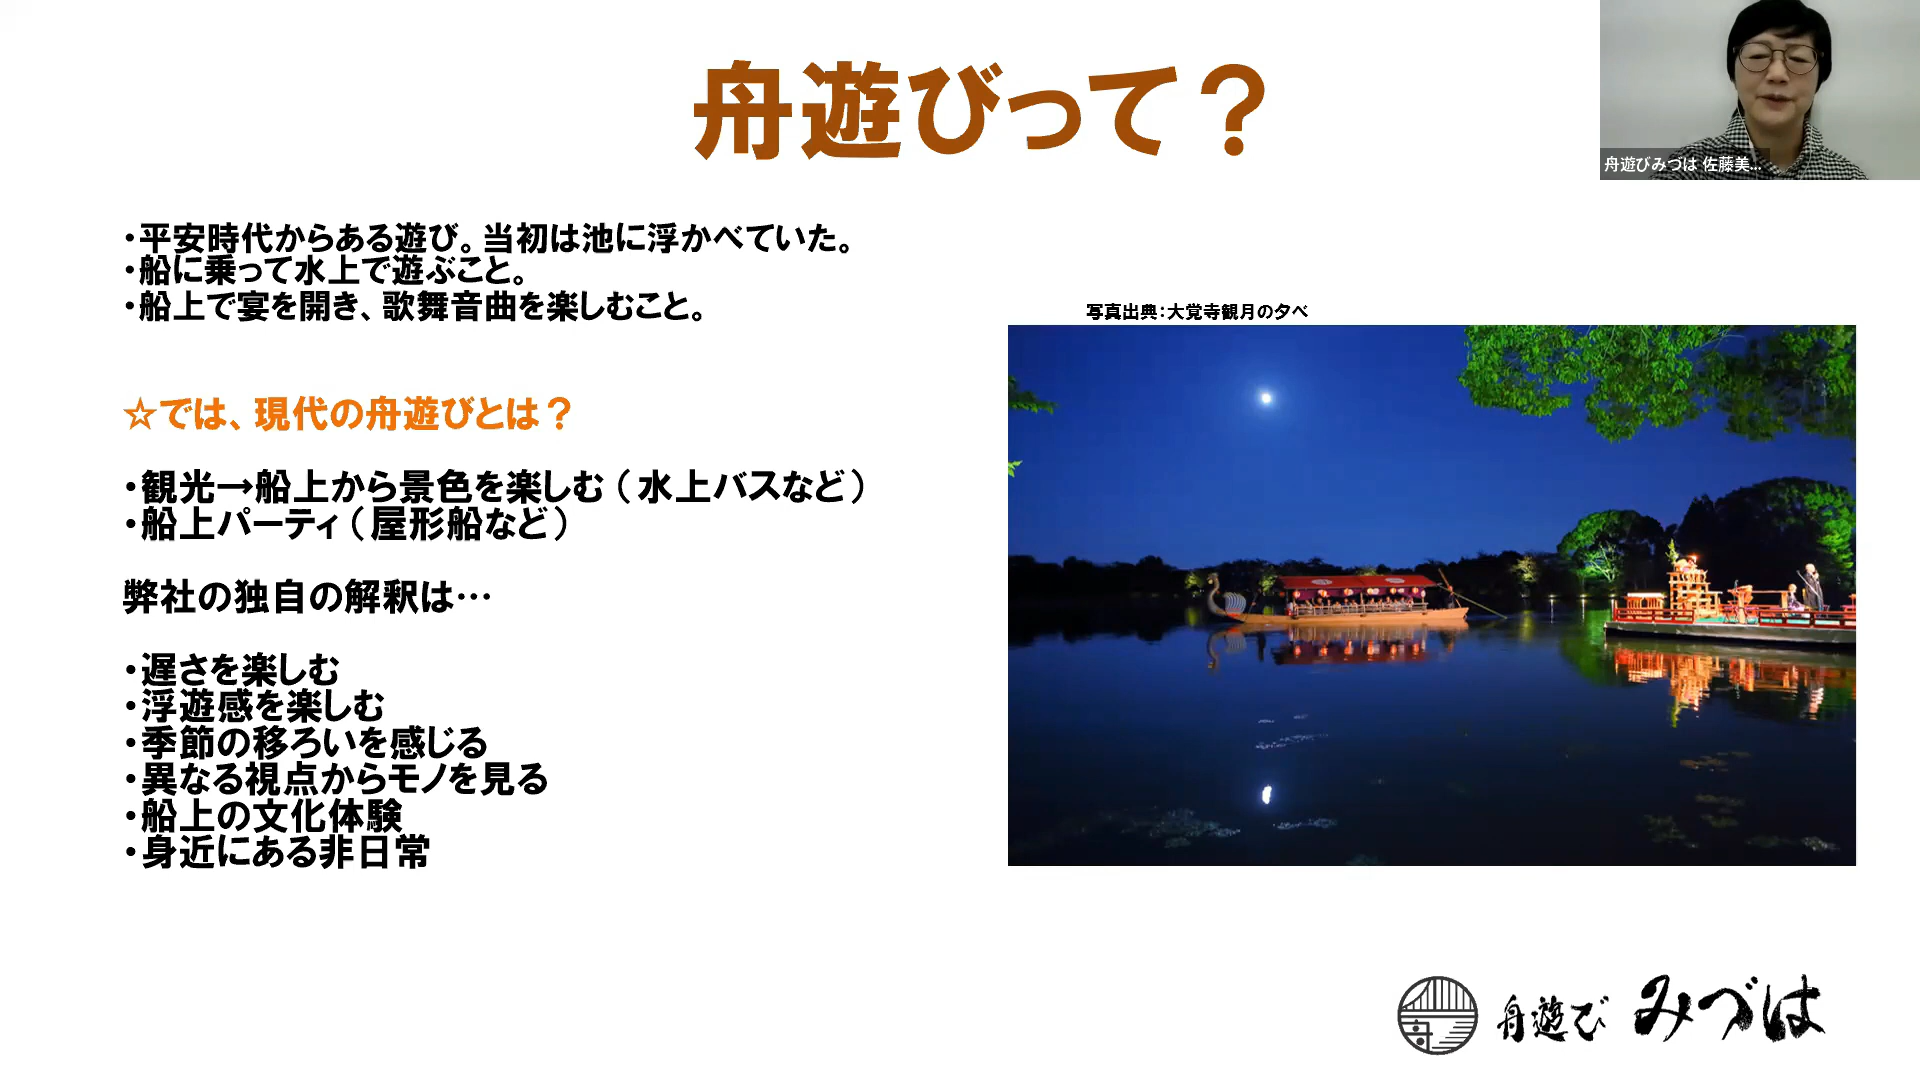 舟遊びって？
舟遊びみづは 佐藤美...
・平安時代からある遊び。当初は池に浮かべていた。
・船に乗って水上で遊ぶこと。
・船上で宴を開き、歌舞音曲を楽しむこと。
写真出典：大覚寺観月の夕べ
☆では、現代の舟遊びとは？
・観光→船上から景色を楽しむ（水上バスなど）
・船上パーティ（屋形船など）
弊社の独自の解釈は…
・遅さを楽しむ
・浮遊感を楽しむ
・季節の移ろいを感じる
・異なる視点からモノを見る
・船上の文化体験
・身近にある非日常
舟遊び みづは